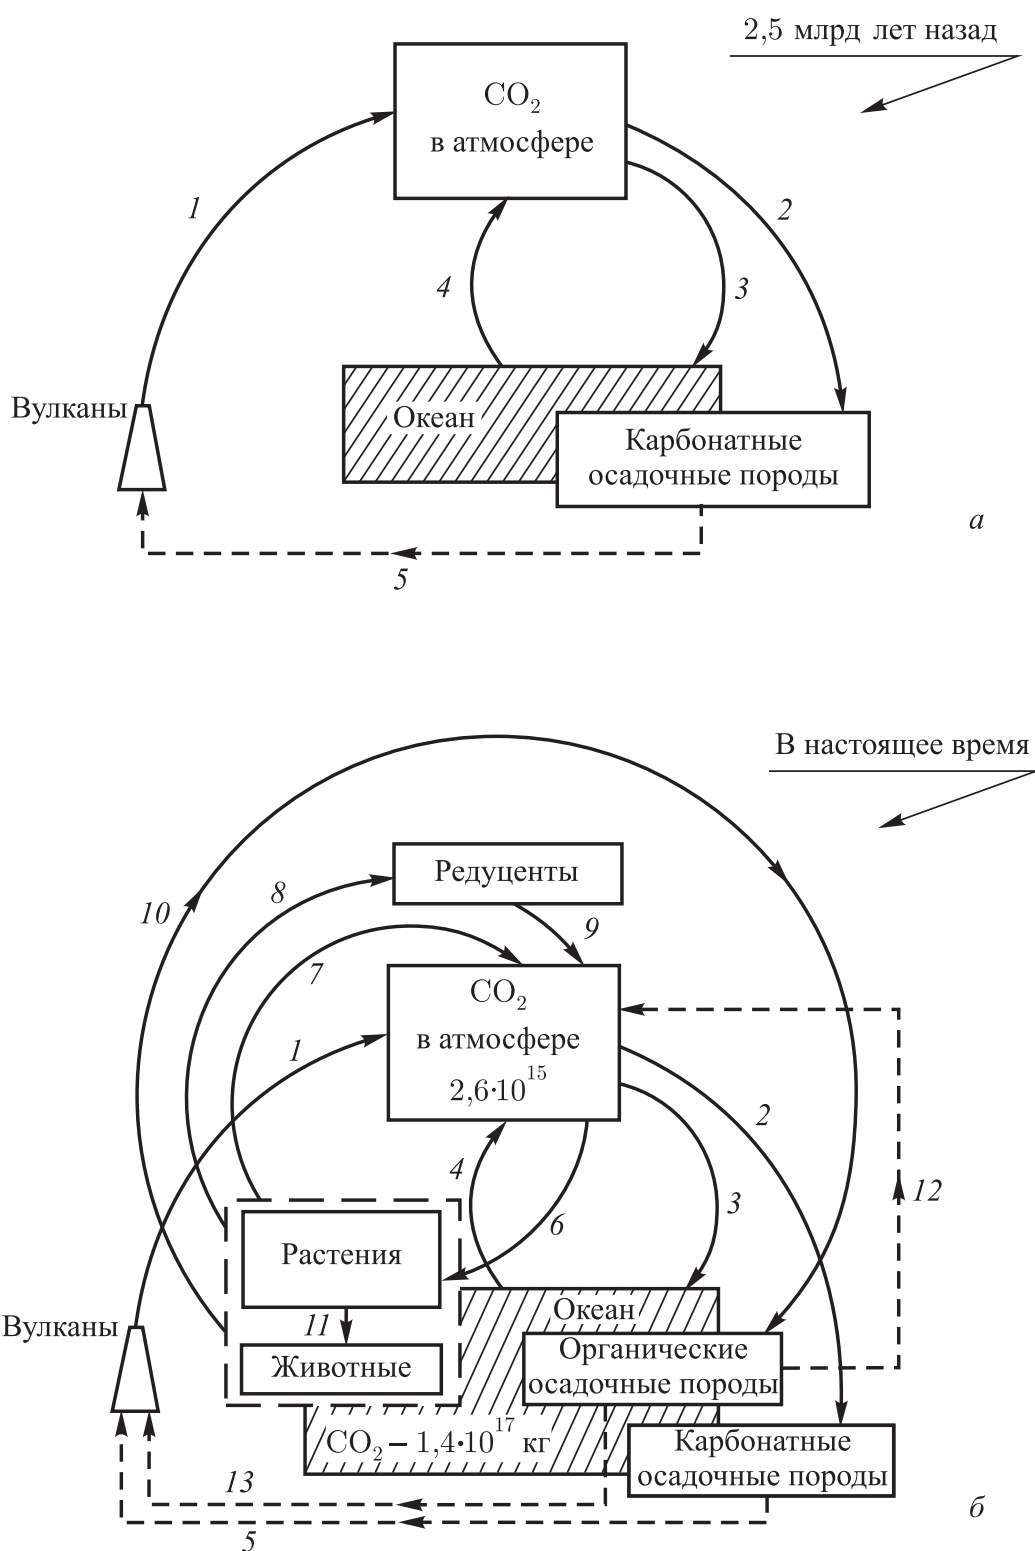 2,5 млрд лет назад
CO₂
в атмосфере
1
2
4
3
Вулканы
Океан
Карбонатные
осадочные породы
а
5
В настоящее время
Редуценты
8
10
9
7
CO₂
в атмосфере
2,6·10¹⁵
1
2
4
12
3
6
Растения
Океан
Вулканы
11
Органические
осадочные породы
Животные
CO₂ – 1,4·10¹⁷ кг
Карбонатные
осадочные породы
13
б
5